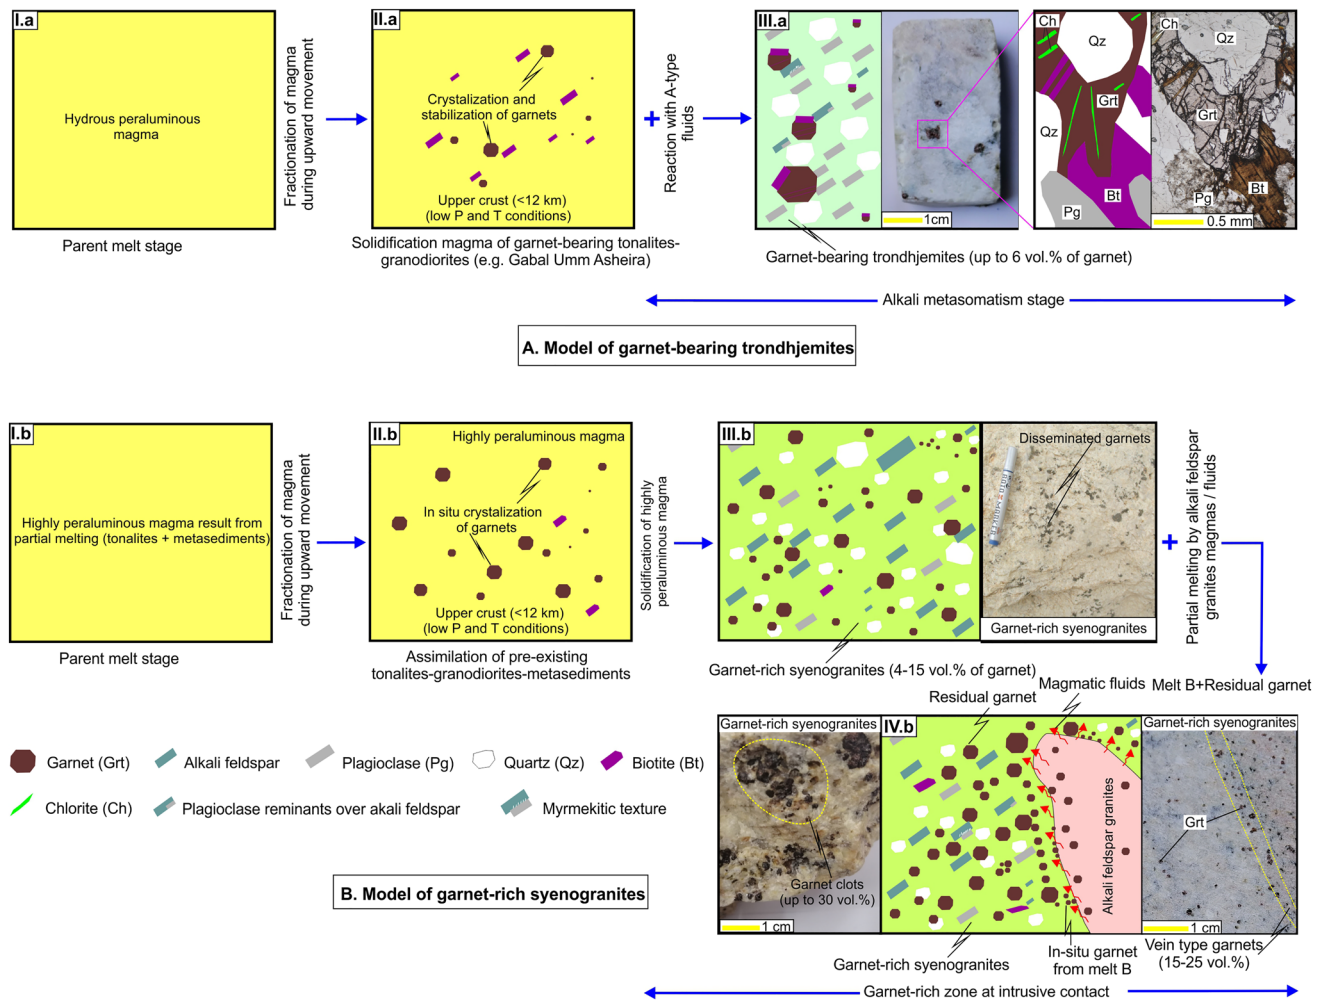 I.a
Hydrous peraluminous
magma
Parent melt stage
Fractionation of magma
during upward movement
II.a
Crystalization and
stabilization of garnets
Upper crust (<12 km)
(low P and T conditions)
Solidification magma of garnet-bearing tonalites-
granodiorites (e.g. Gabal Umm Asheira)
+
Reaction with A-type
fluids
III.a
1cm
Ch
Qz
Grt
Qz
Bt
Pg
Ch
Qz
Grt
Bt
Pg
0.5 mm
Garnet-bearing trondhjemites (up to 6 vol.% of garnet)
Alkali metasomatism stage
A. Model of garnet-bearing trondhjemites
I.b
Highly peraluminous magma result from
partial melting (tonalites + metasediments)
Parent melt stage
Fractionation of magma
during upward movement
II.b
Highly peraluminous magma
In situ crystalization
of garnets
Upper crust (<12 km)
(low P and T conditions)
Assimilation of pre-existing
tonalites-granodiorites-metasediments
Solidification of highly
peraluminous magma
III.b
Disseminated garnets
Garnet-rich syenogranites
Garnet-rich syenogranites (4-15 vol.% of garnet)
+
Partial melting by alkali feldspar
granites magmas / fluids
Melt B+Residual garnet
Residual garnet
Magmatic fluids
Garnet-rich syenogranites
Garnet clots
(up to 30 vol.%)
1 cm
IV.b
Alkali feldspar granites
Garnet-rich syenogranites
In-situ garnet
from melt B
Garnet-rich syenogranites
Grt
1 cm
Vein type garnets
(15-25 vol.%)
Garnet-rich zone at intrusive contact
Garnet (Grt)
Alkali feldspar
Plagioclase (Pg)
Quartz (Qz)
Biotite (Bt)
Chlorite (Ch)
Plagioclase reminants over akali feldspar
Myrmekitic texture
B. Model of garnet-rich syenogranites